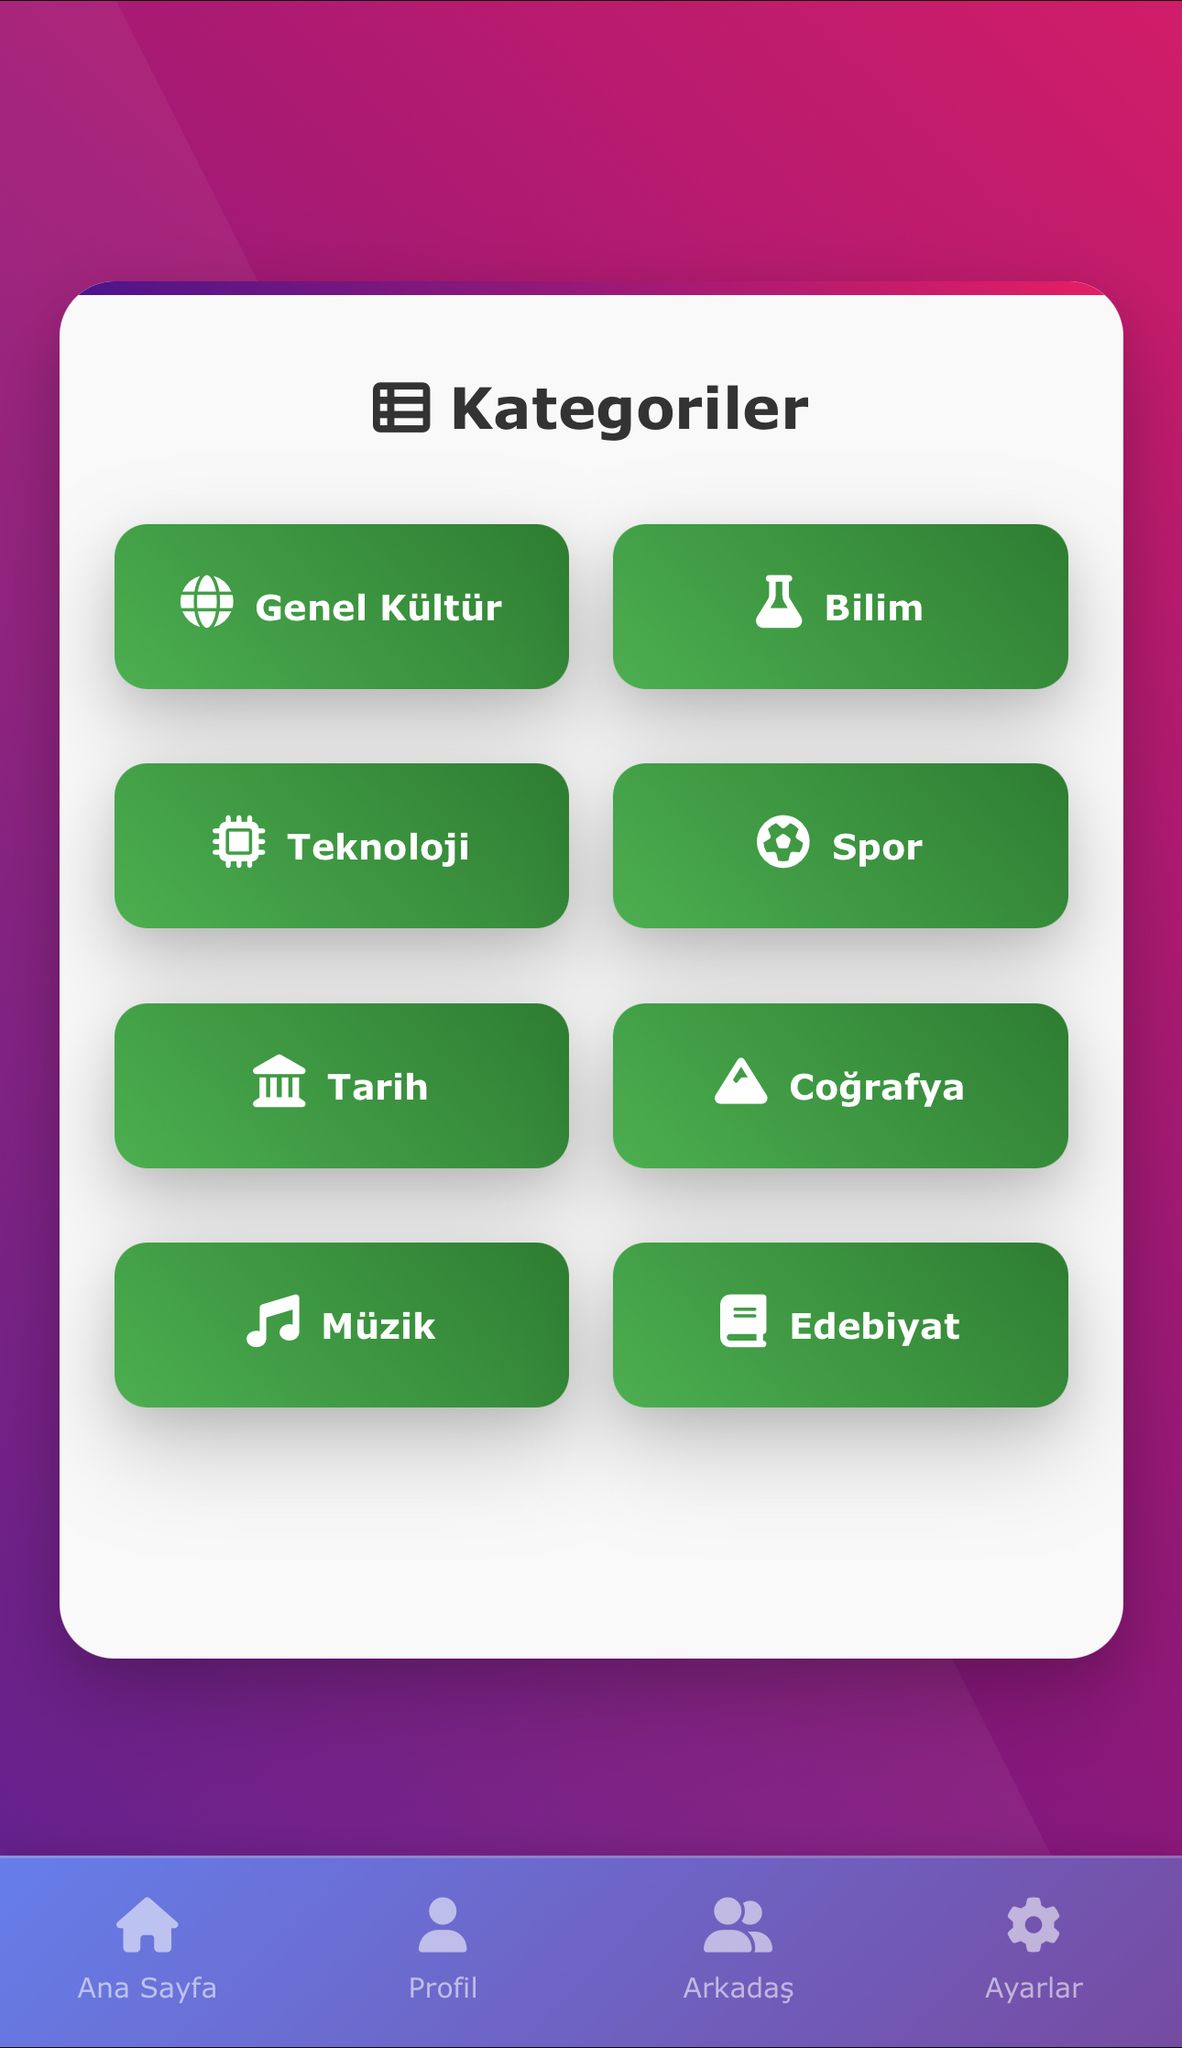 Kategoriler
Genel Kültür
Bilim
Teknoloji
Spor
Tarih
Coğrafya
Müzik
Edebiyat
Ana Sayfa
Profil
Arkadaş
Ayarlar